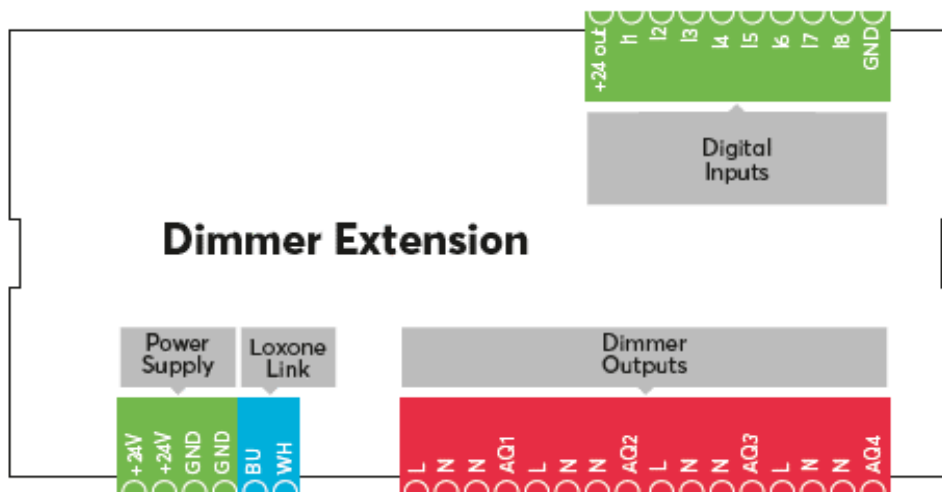 +24 out I1 I2 I3 I4 I5 I6 I7 I8 GND
Digital
Inputs
Dimmer Extension
Power
Supply
Loxone
Link
Dimmer
Outputs
+24V +24V GND GND BU WH
L N N AQ1 L N N AQ2 L N N AQ3 L N N AQ4